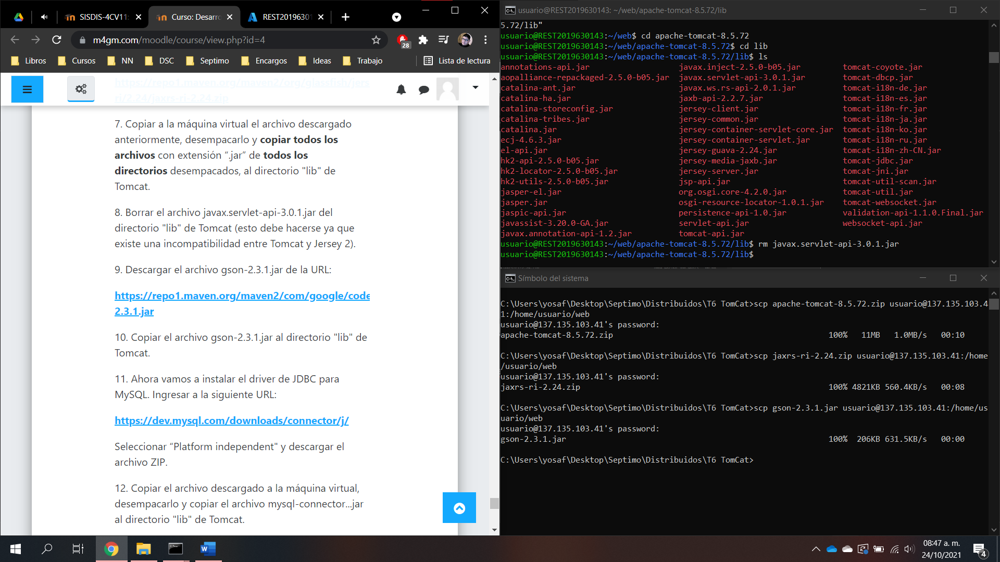 SISDIS-4CV11
Curso: Desarro
REST2019630
m4gm.com/moodle/course/view.php?id=4
28
Libros
Cursos
NN
DSC
Septimo
Encargos
Ideas
Trabajo
Lista de lectura
https://repo1.maven.org/maven2/org/glassfish/jers
ri/2.24/jaxrs-ri-2.24.zip
7. Copiar a la máquina virtual el archivo descargado
anteriormente, desempacarlo y copiar todos los
archivos con extensión “.jar” de todos los
directorios desempacados, al directorio "lib" de
Tomcat.
8. Borrar el archivo javax.servlet-api-3.0.1.jar del
directorio "lib" de Tomcat (esto debe hacerse ya que
existe una incompatibilidad entre Tomcat y Jersey 2).
9. Descargar el archivo gson-2.3.1.jar de la URL:
https://repo1.maven.org/maven2/com/google/code
2.3.1.jar
10. Copiar el archivo gson-2.3.1.jar al directorio "lib" de
Tomcat.
11. Ahora vamos a instalar el driver de JDBC para
MySQL. Ingresar a la siguiente URL:
https://dev.mysql.com/downloads/connector/j/
Seleccionar “Platform independent" y descargar el
archivo ZIP.
12. Copiar el archivo descargado a la máquina virtual,
desempacarlo y copiar el archivo mysql-connector...jar
al directorio "lib" de Tomcat.
usuario@REST2019630143: ~/web/apache-tomcat-8.5.72/lib
5.72/lib"
usuario@REST2019630143:~/web$ cd apache-tomcat-8.5.72
usuario@REST2019630143:~/web/apache-tomcat-8.5.72$ cd lib
usuario@REST2019630143:~/web/apache-tomcat-8.5.72/lib$ ls
annotations-api.jar javax.inject-2.5.0-b05.jar tomcat-coyote.jar
aopalliance-repackaged-2.5.0-b05.jar javax.servlet-api-3.0.1.jar tomcat-dbcp.jar
catalina-ant.jar javax.ws.rs-api-2.0.1.jar tomcat-i18n-de.jar
catalina-ha.jar jaxb-api-2.2.7.jar tomcat-i18n-es.jar
catalina-storeconfig.jar jersey-client.jar tomcat-i18n-fr.jar
catalina-tribes.jar jersey-common.jar tomcat-i18n-ja.jar
catalina.jar jersey-container-servlet-core.jar tomcat-i18n-ko.jar
ecj-4.6.3.jar jersey-container-servlet.jar tomcat-i18n-ru.jar
el-api.jar jersey-guava-2.24.jar tomcat-i18n-zh-CN.jar
hk2-api-2.5.0-b05.jar jersey-media-jaxb.jar tomcat-jdbc.jar
hk2-locator-2.5.0-b05.jar jersey-server.jar tomcat-jni.jar
hk2-utils-2.5.0-b05.jar jsp-api.jar tomcat-util-scan.jar
jasper-el.jar org.osgi.core-4.2.0.jar tomcat-util.jar
jasper.jar osgi-resource-locator-1.0.1.jar tomcat-websocket.jar
jaspic-api.jar persistence-api-1.0.jar validation-api-1.1.0.Final.jar
javassist-3.20.0-GA.jar servlet-api.jar websocket-api.jar
javax.annotation-api-1.2.jar tomcat-api.jar
usuario@REST2019630143:~/web/apache-tomcat-8.5.72/lib$ rm javax.servlet-api-3.0.1.jar
usuario@REST2019630143:~/web/apache-tomcat-8.5.72/lib$
Símbolo del sistema
C:\Users\yosaf\Desktop\Septimo\Distribuidos\T6 TomCat>scp apache-tomcat-8.5.72.zip usuario@137.135.103.4
1:/home/usuario/web
usuario@137.135.103.41's password:
apache-tomcat-8.5.72.zip 100% 11MB 1.0MB/s 00:10
C:\Users\yosaf\Desktop\Septimo\Distribuidos\T6 TomCat>scp jaxrs-ri-2.24.zip usuario@137.135.103.41:/home
/usuario/web
usuario@137.135.103.41's password:
jaxrs-ri-2.24.zip 100% 4821KB 560.4KB/s 00:08
C:\Users\yosaf\Desktop\Septimo\Distribuidos\T6 TomCat>scp gson-2.3.1.jar usuario@137.135.103.41:/home/us
uario/web
usuario@137.135.103.41's password:
gson-2.3.1.jar 100% 206KB 631.5KB/s 00:00
C:\Users\yosaf\Desktop\Septimo\Distribuidos\T6 TomCat>
08:47 a. m.
24/10/2021
4